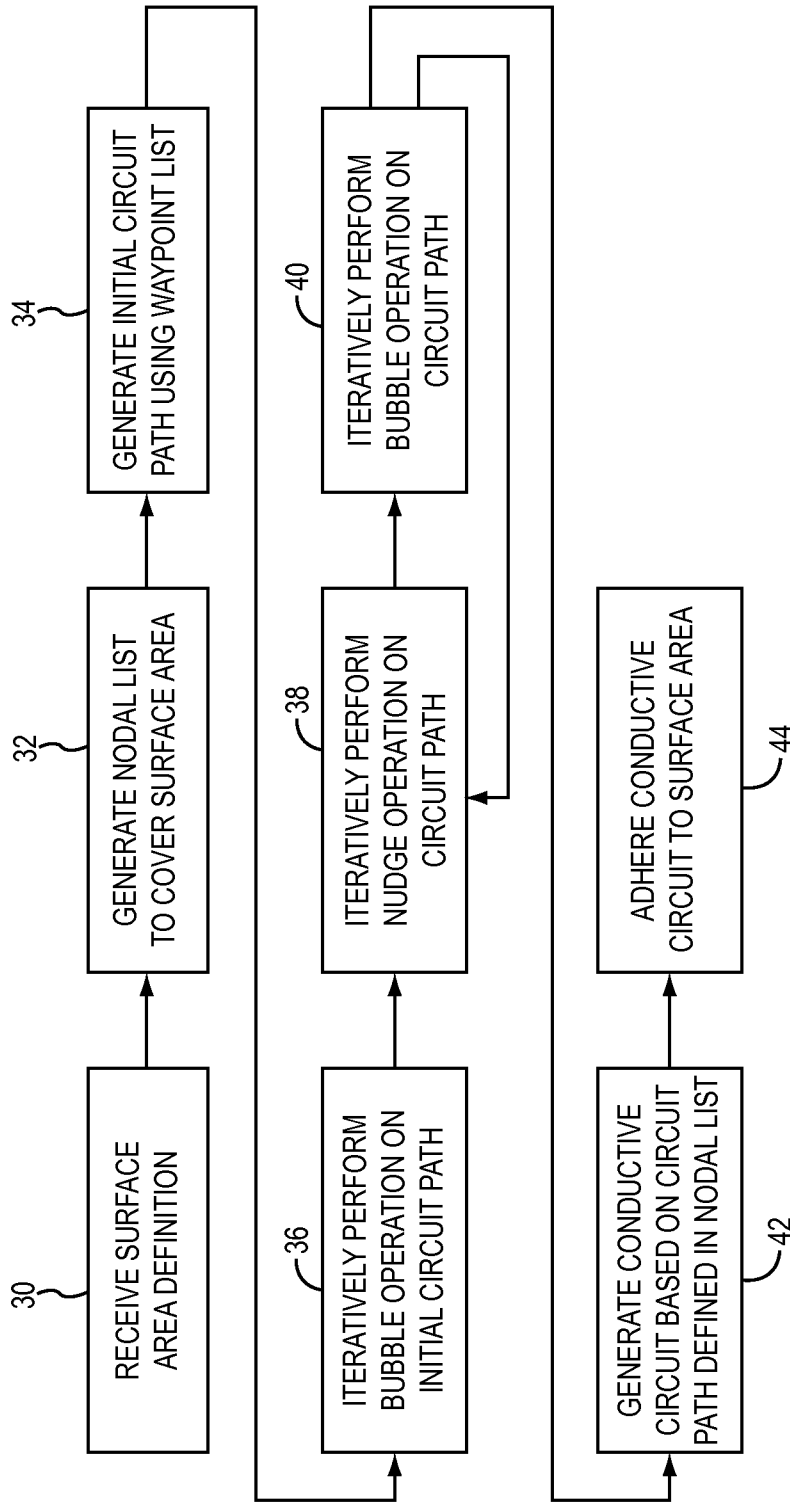 30
RECEIVE SURFACE
AREA DEFINITION
32
GENERATE NODAL LIST
TO COVER SURFACE AREA
34
GENERATE INITIAL CIRCUIT
PATH USING WAYPOINT LIST
36
ITERATIVELY PERFORM
BUBBLE OPERATION ON
INITIAL CIRCUIT PATH
38
ITERATIVELY PERFORM
NUDGE OPERATION ON
CIRCUIT PATH
40
ITERATIVELY PERFORM
BUBBLE OPERATION ON
CIRCUIT PATH
GENERATE CONDUCTIVE
CIRCUIT BASED ON CIRCUIT
PATH DEFINED IN NODAL LIST
42
ADHERE CONDUCTIVE
CIRCUIT TO SURFACE AREA
44